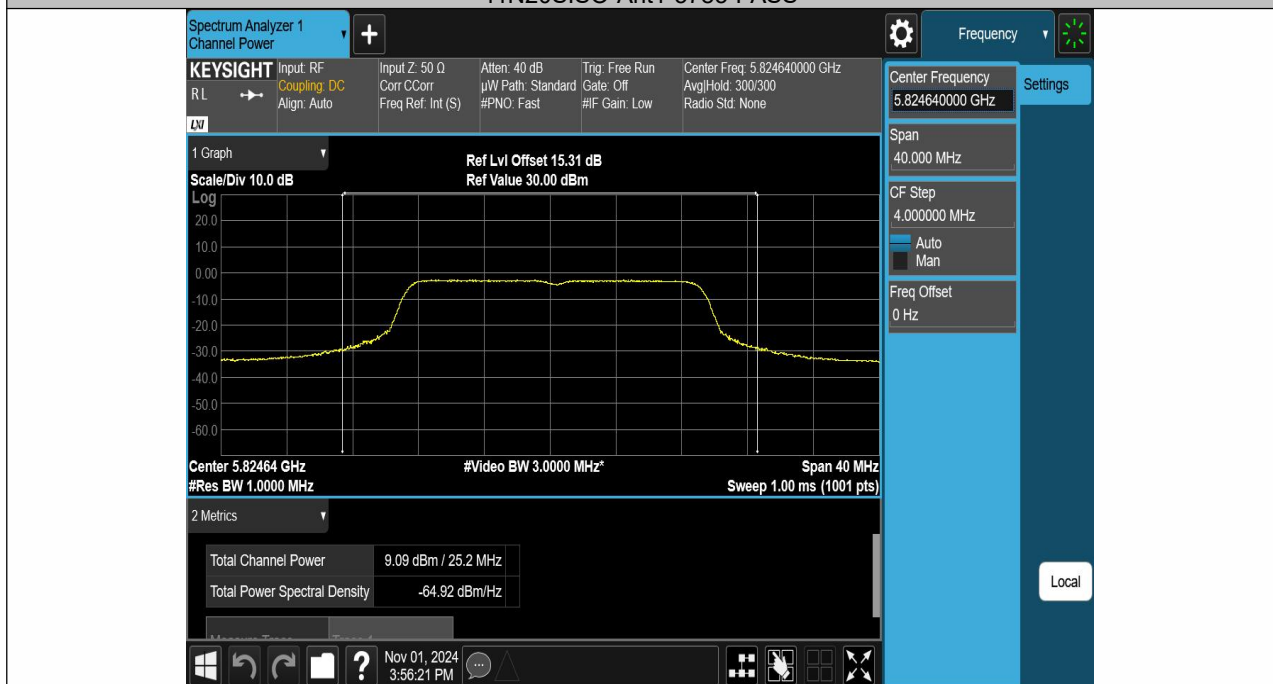 Spectrum Analyzer 1
Channel Power
Frequency
KEYSIGHT
R L
LXI
Input: RF
Coupling: DC
Align: Auto
Input Z: 50 Ω
Corr CCorr
Freq Ref: Int (S)
Atten: 40 dB
µW Path: Standard
#PNO: Fast
Trig: Free Run
Gate: Off
#IF Gain: Low
Center Freq: 5.824640000 GHz
Avg|Hold: 300/300
Radio Std: None
Center Frequency
5.824640000 GHz
Settings
Span
40.000 MHz
CF Step
4.000000 MHz
Auto
Man
Freq Offset
0 Hz
1 Graph
Scale/Div 10.0 dB
Ref Lvl Offset 15.31 dB
Ref Value 30.00 dBm
Log
20.0
10.0
0.00
-10.0
-20.0
-30.0
-40.0
-50.0
-60.0
Center 5.82464 GHz
#Video BW 3.0000 MHz*
Span 40 MHz
#Res BW 1.0000 MHz
Sweep 1.00 ms (1001 pts)
2 Metrics
Total Channel Power 9.09 dBm / 25.2 MHz
Total Power Spectral Density -64.92 dBm/Hz
Local
?
Nov 01, 2024
3:56:21 PM